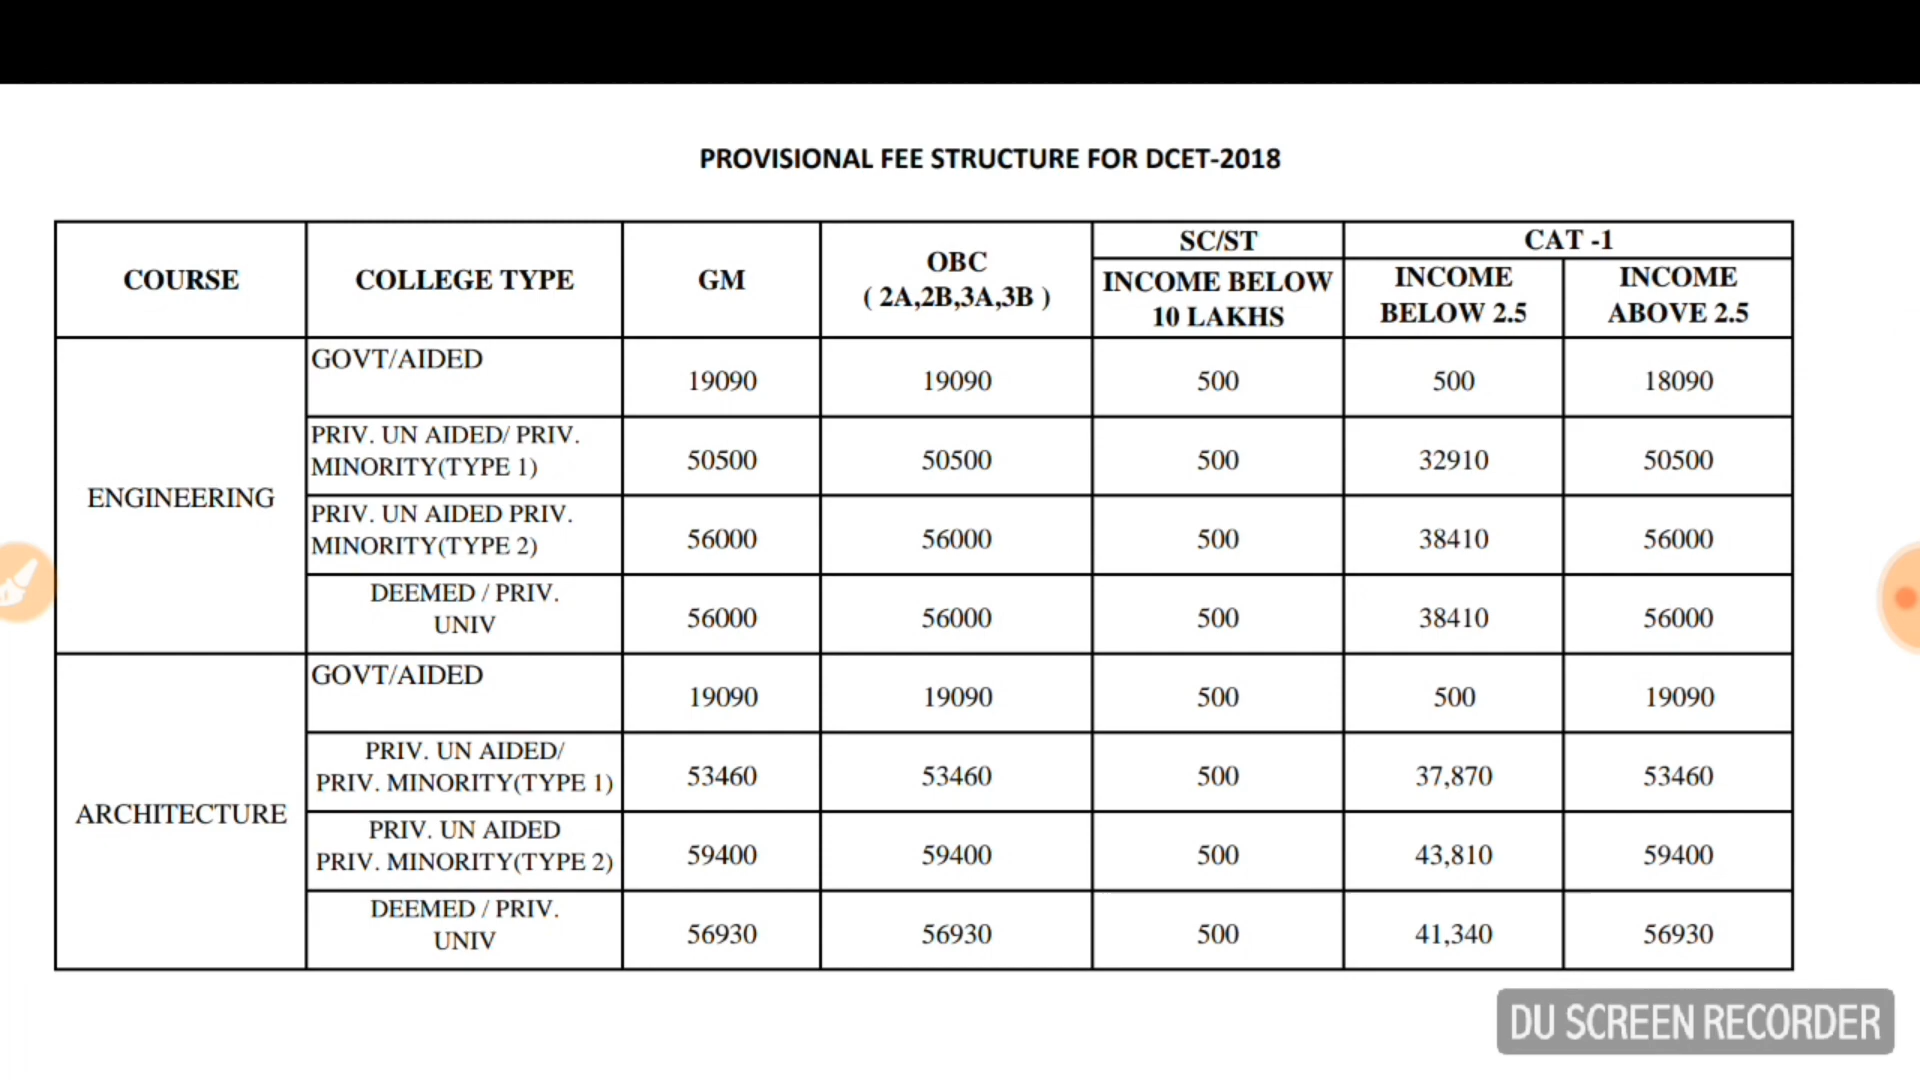 PROVISIONAL FEE STRUCTURE FOR DCET-2018
COURSE
COLLEGE TYPE
GM
OBC
( 2A,2B,3A,3B )
SC/ST
INCOME BELOW
10 LAKHS
CAT -1
INCOME
BELOW 2.5
INCOME
ABOVE 2.5
ENGINEERING
GOVT/AIDED
19090
19090
500
500
18090
PRIV. UN AIDED/ PRIV.
MINORITY(TYPE 1)
50500
50500
500
32910
50500
PRIV. UN AIDED PRIV.
MINORITY(TYPE 2)
56000
56000
500
38410
56000
DEEMED / PRIV.
UNIV
56000
56000
500
38410
56000
ARCHITECTURE
GOVT/AIDED
19090
19090
500
500
19090
PRIV. UN AIDED/
PRIV. MINORITY(TYPE 1)
53460
53460
500
37,870
53460
PRIV. UN AIDED
PRIV. MINORITY(TYPE 2)
59400
59400
500
43,810
59400
DEEMED / PRIV.
UNIV
56930
56930
500
41,340
56930
DU SCREEN RECORDER